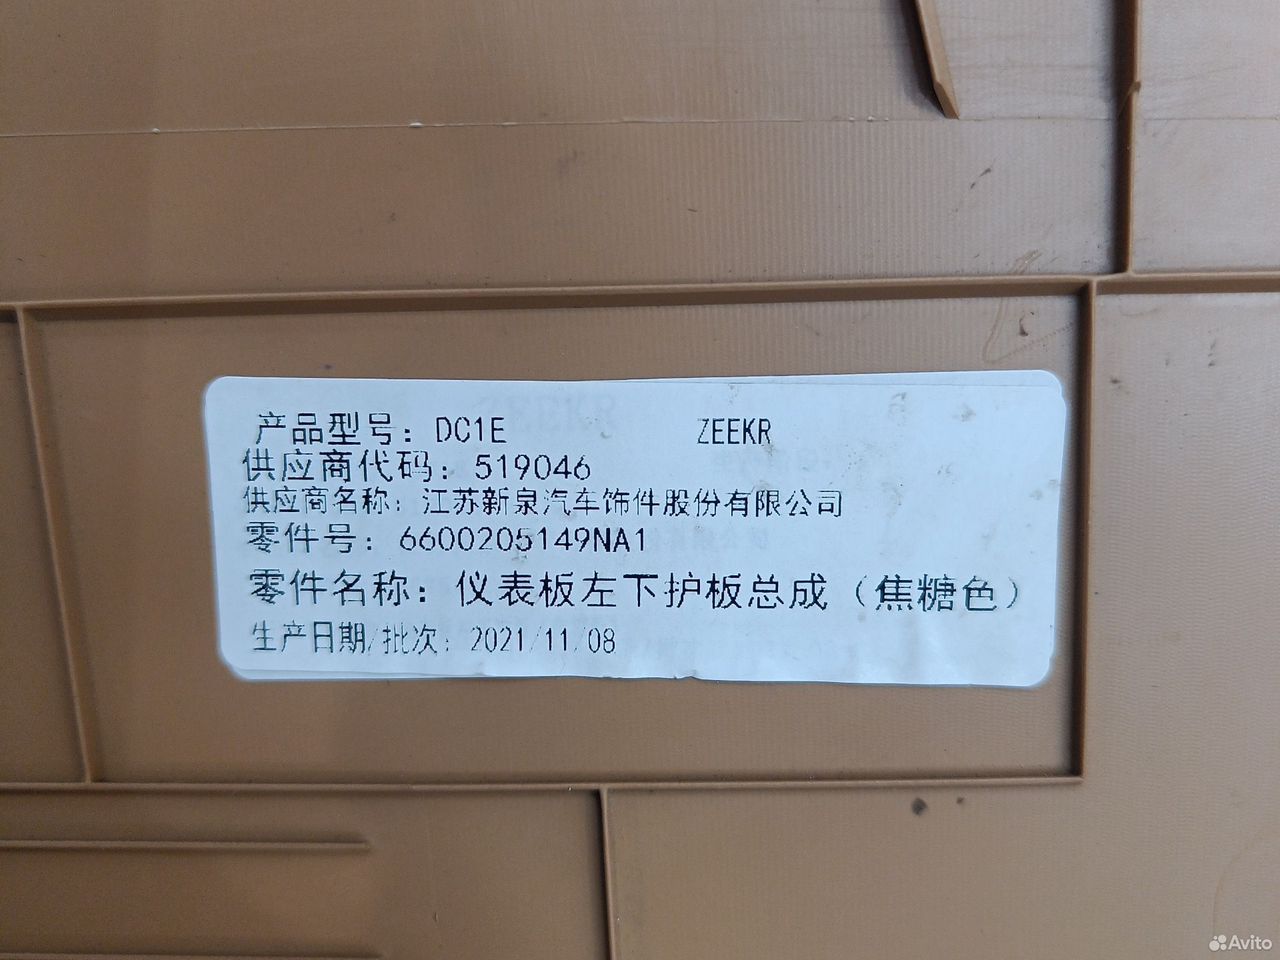 产品型号：DC1E ZEEKR
供应商代码：519046
供应商名称：江苏新泉汽车饰件股份有限公司
零件号：6600205149NA1
零件名称：仪表板左下护板总成（焦糖色）
生产日期/批次：2021/11/08
Avito